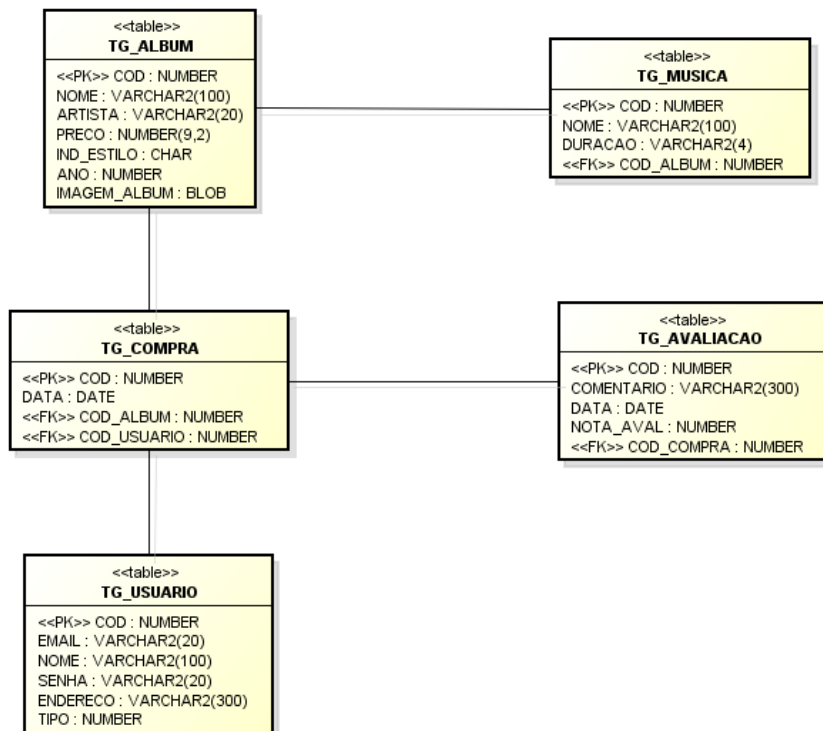 <<table>>
TG_ALBUM
<<PK>> COD : NUMBER
NOME : VARCHAR2(100)
ARTISTA : VARCHAR2(20)
PRECO : NUMBER(9,2)
IND_ESTILO : CHAR
ANO : NUMBER
IMAGEM_ALBUM : BLOB
<<table>>
TG_MUSICA
<<PK>> COD : NUMBER
NOME : VARCHAR2(100)
DURACAO : VARCHAR2(4)
<<FK>> COD_ALBUM : NUMBER
<<table>>
TG_COMPRA
<<PK>> COD : NUMBER
DATA : DATE
<<FK>> COD_ALBUM : NUMBER
<<FK>> COD_USUARIO : NUMBER
<<table>>
TG_AVALIACAO
<<PK>> COD : NUMBER
COMENTARIO : VARCHAR2(300)
DATA : DATE
NOTA_AVAL : NUMBER
<<FK>> COD_COMPRA : NUMBER
<<table>>
TG_USUARIO
<<PK>> COD : NUMBER
EMAIL : VARCHAR2(20)
NOME : VARCHAR2(100)
SENHA : VARCHAR2(20)
ENDERECO : VARCHAR2(300)
TIPO : NUMBER